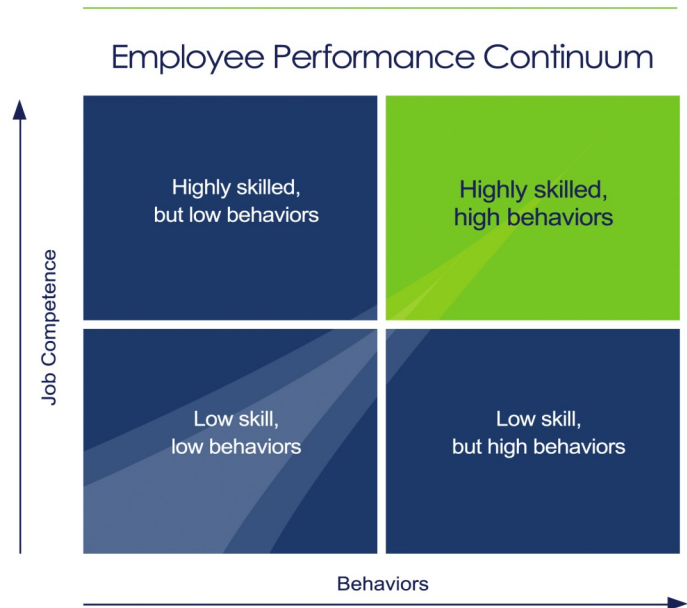 Employee Performance Continuum
Highly skilled,
but low behaviors
Highly skilled,
high behaviors
Job Competence
Low skill,
low behaviors
Low skill,
but high behaviors
Behaviors